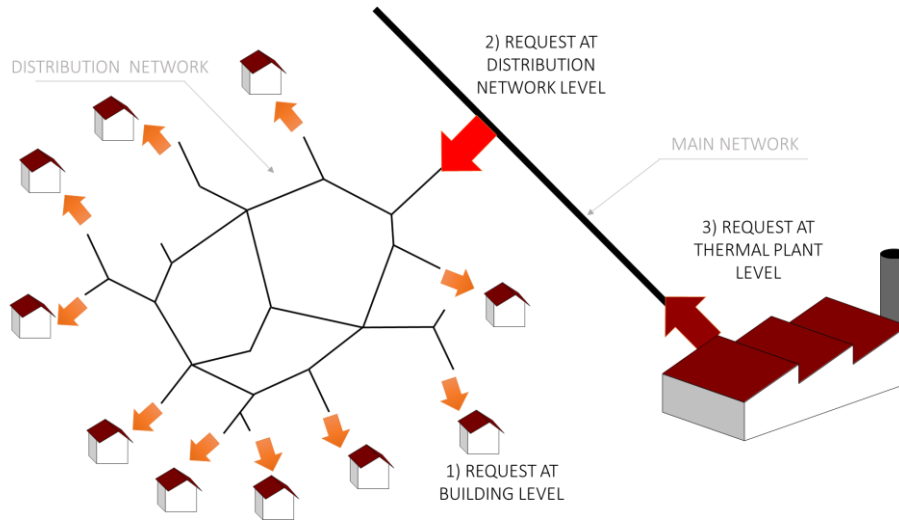 2) REQUEST AT
DISTRIBUTION
NETWORK LEVEL
DISTRIBUTION NETWORK
MAIN NETWORK
3) REQUEST AT
THERMAL PLANT
LEVEL
1) REQUEST AT
BUILDING LEVEL